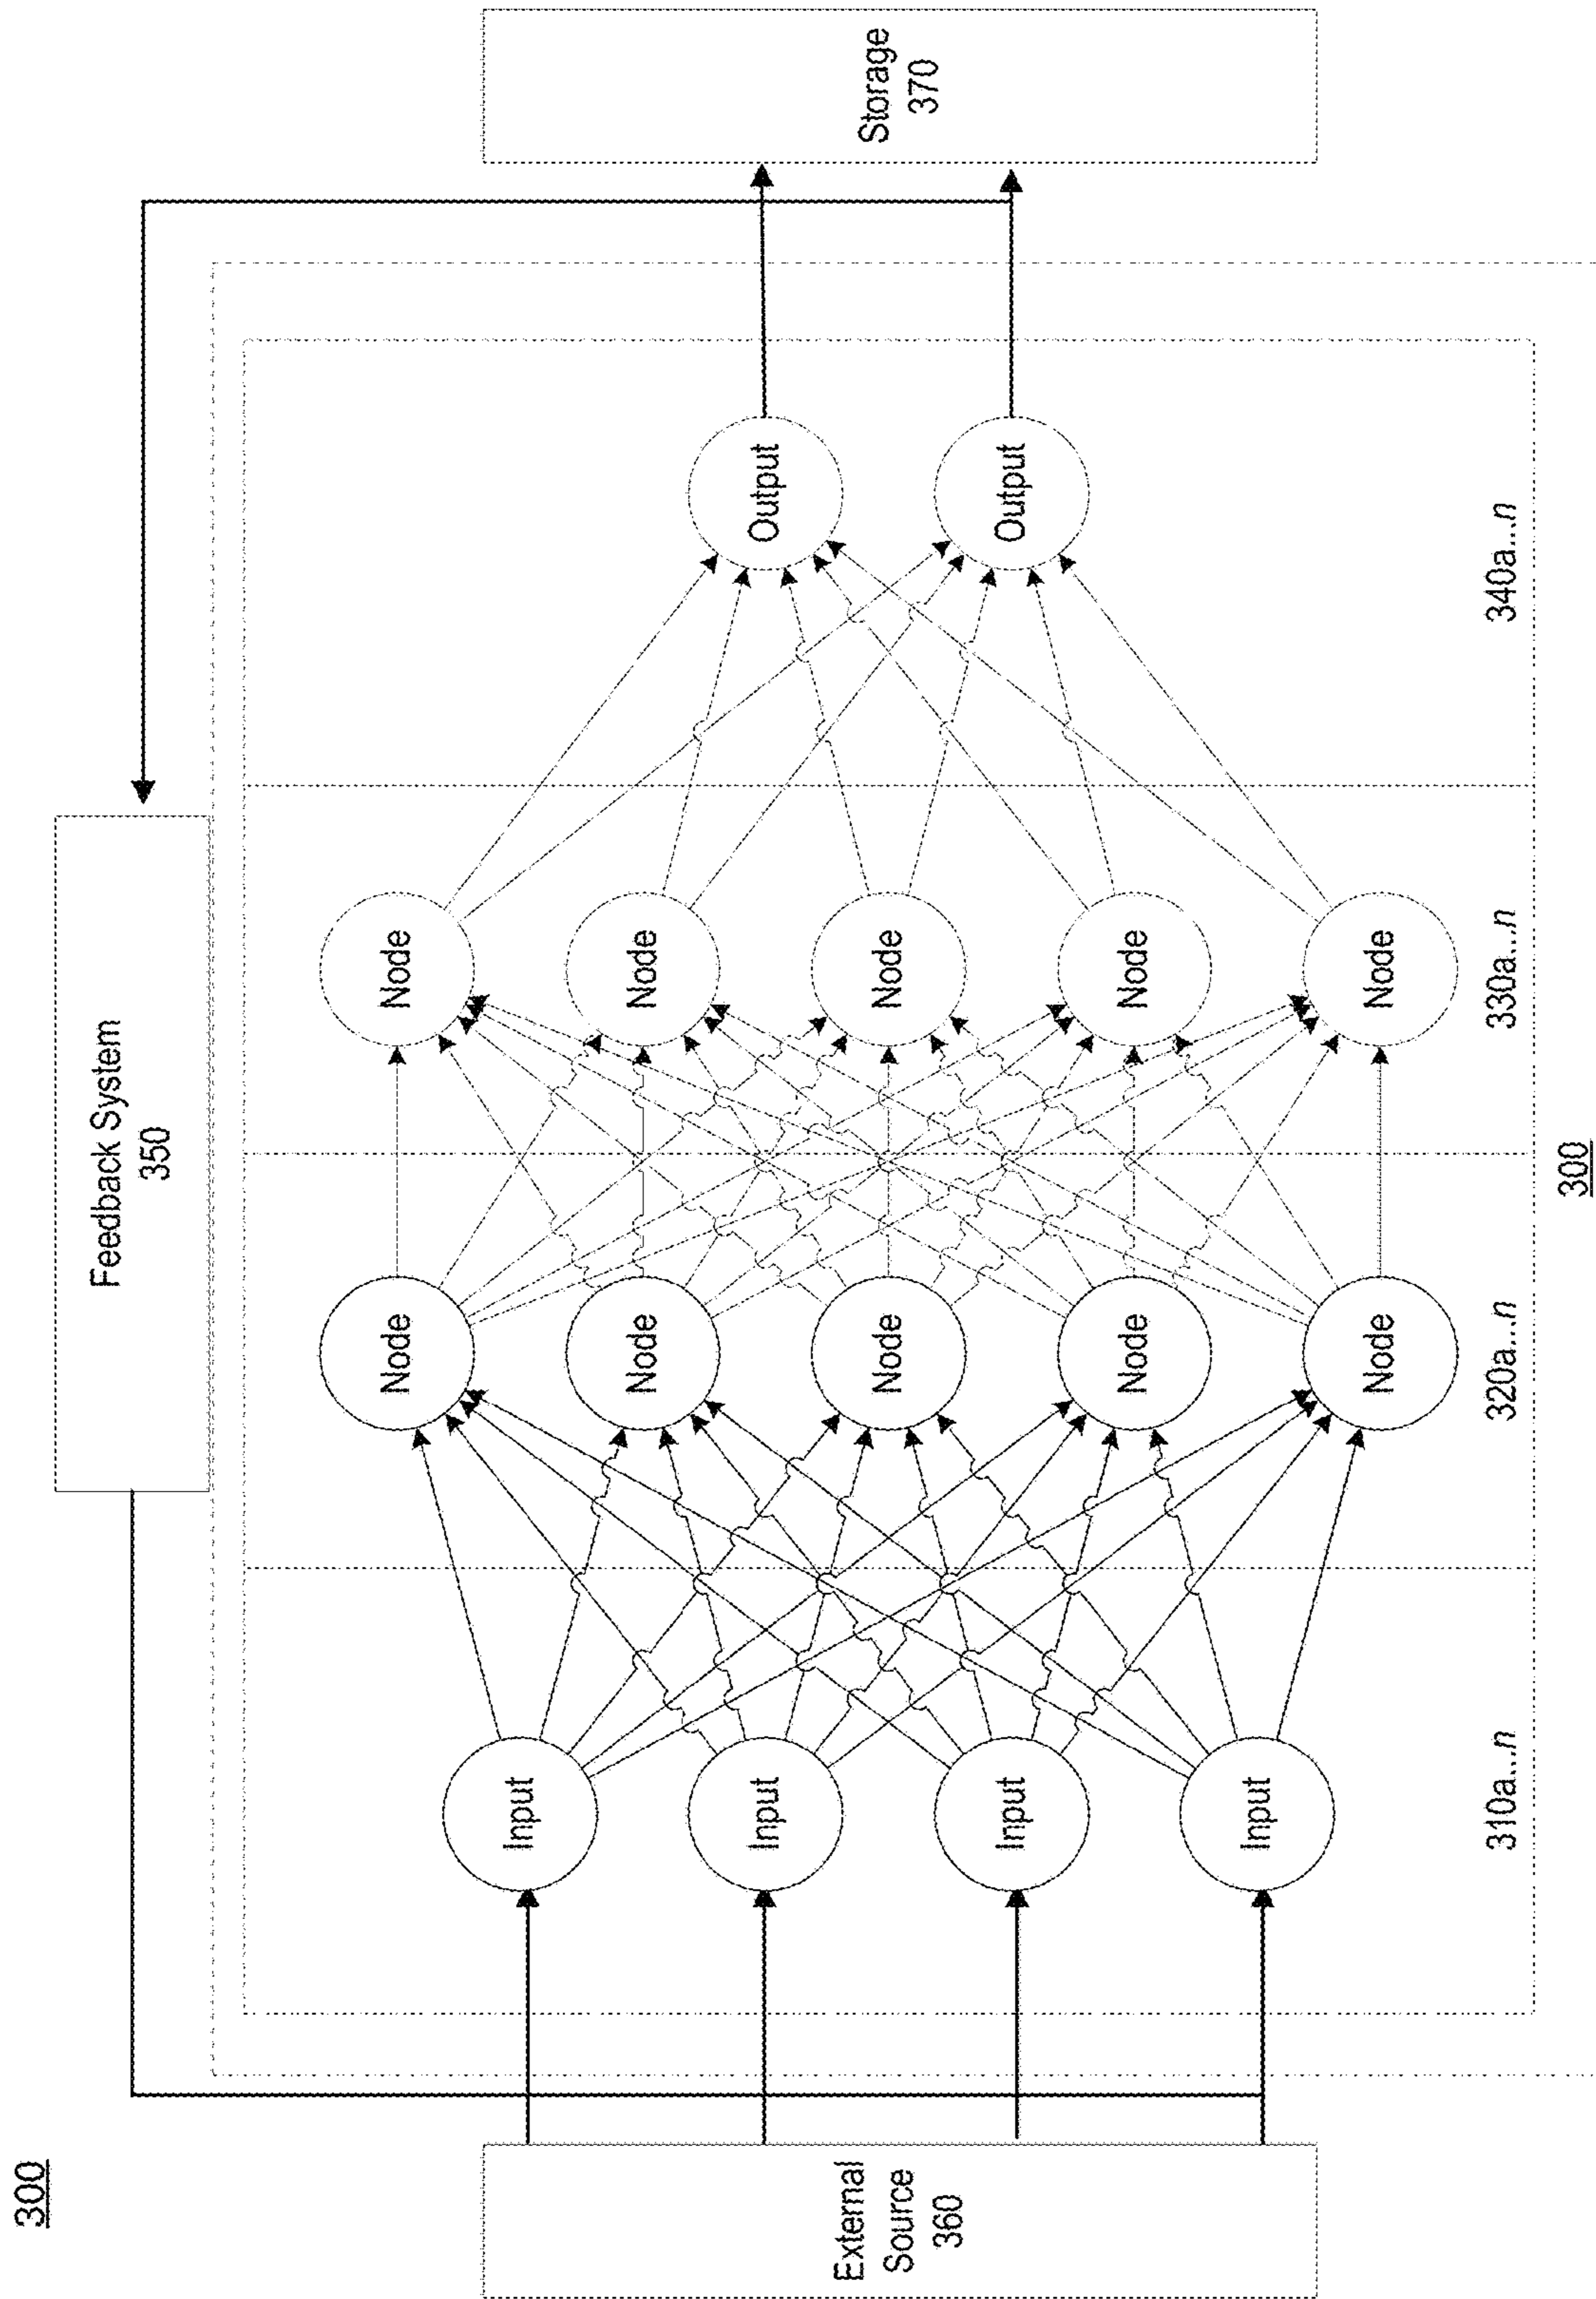 300
Feedback System
350
External
Source
360
Input
Input
Input
Input
310a...n
Node
Node
Node
Node
Node
320a...n
Node
Node
Node
Node
Node
330a...n
Output
Output
340a...n
Storage
370
300